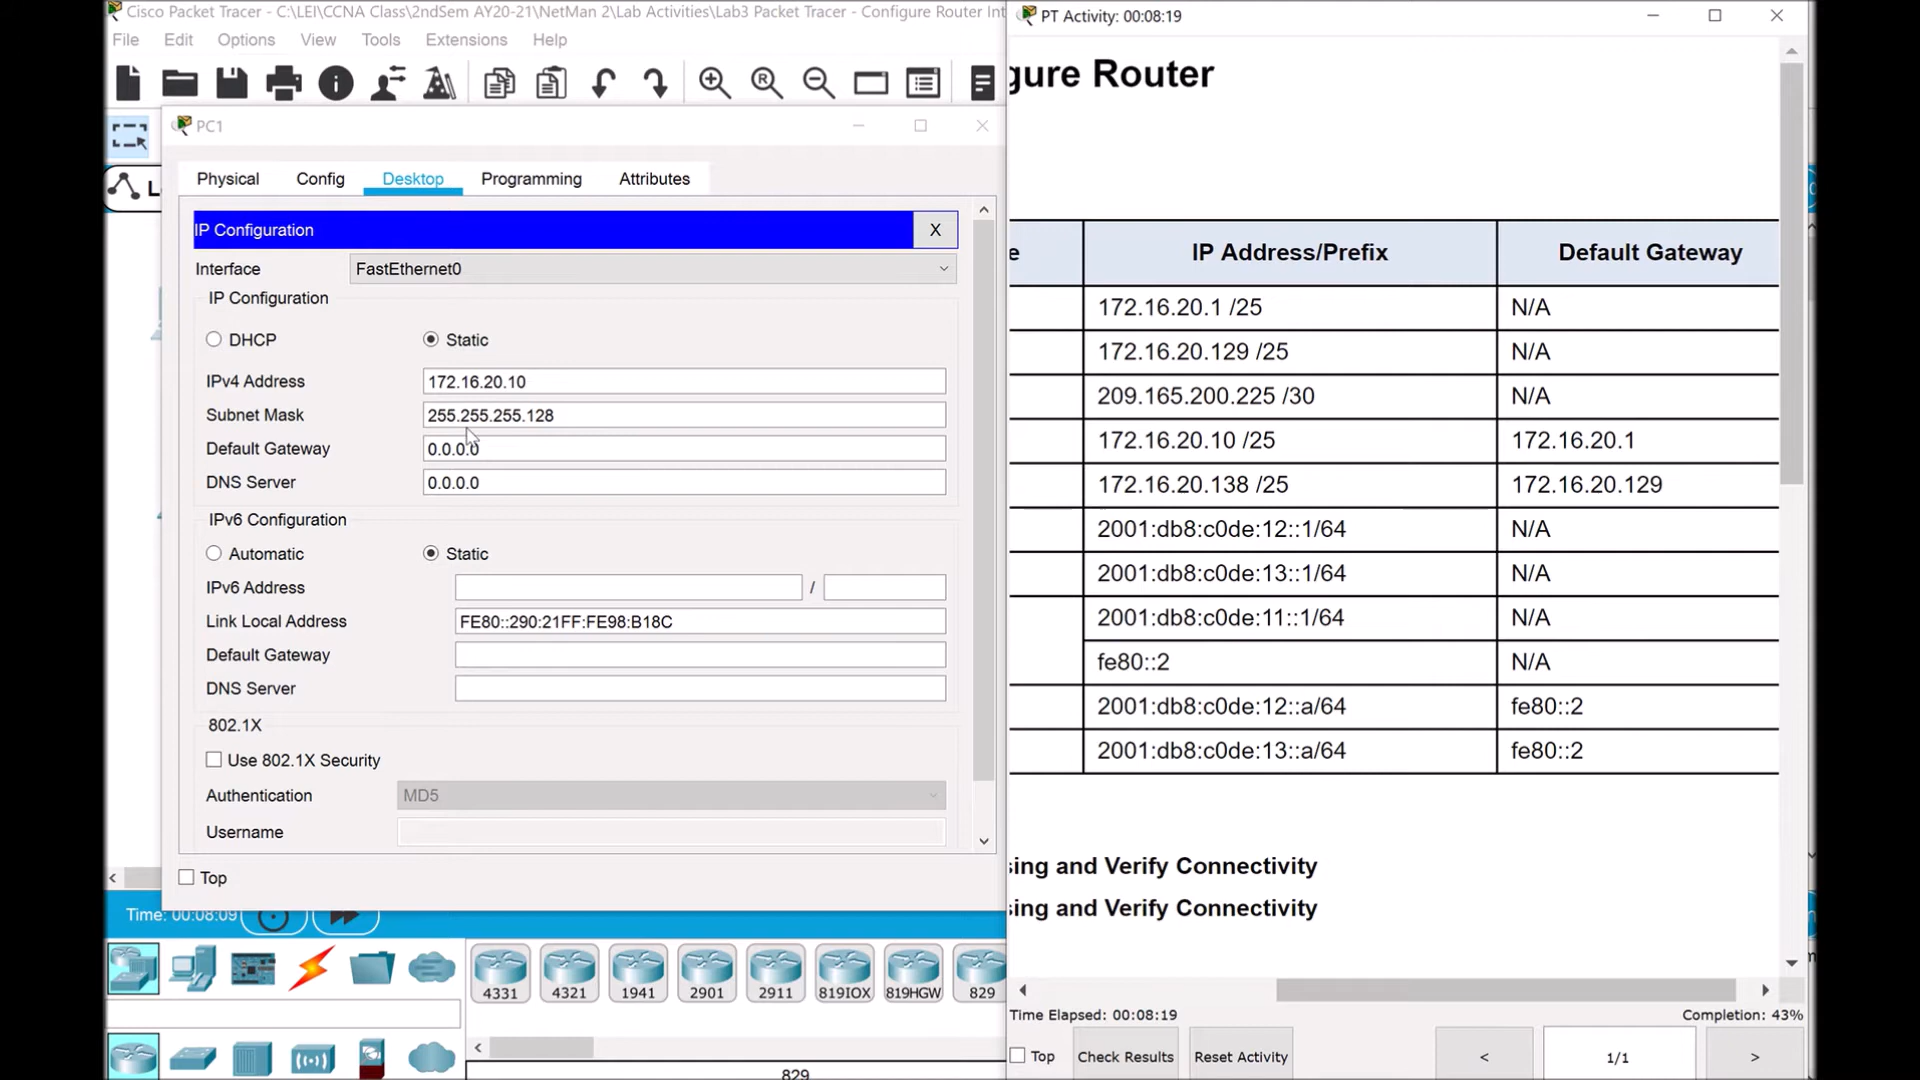 Cisco Packet Tracer - C:\LEI\CCNA Class\2ndSem AY20-21\NetMan 2\Lab Activities\Lab3 Packet Tracer - Configure Router Int
File Edit Options View Tools Extensions Help
PC1
Physical Config Desktop Programming Attributes
IP Configuration X
Interface FastEthernet0
IP Configuration
DHCP Static
IPv4 Address 172.16.20.10
Subnet Mask 255.255.255.128
Default Gateway 0.0.0.0
DNS Server 0.0.0.0
IPv6 Configuration
Automatic Static
IPv6 Address /
Link Local Address FE80::290:21FF:FE98:B18C
Default Gateway
DNS Server
802.1X
Use 802.1X Security
Authentication MD5
Username
Top
Time: 00:08:09
4331 4321 1941 2901 2911 819IOX 819HGW 829
829
PT Activity: 00:08:19
gure Router
e IP Address/Prefix Default Gateway
172.16.20.1 /25 N/A
172.16.20.129 /25 N/A
209.165.200.225 /30 N/A
172.16.20.10 /25 172.16.20.1
172.16.20.138 /25 172.16.20.129
2001:db8:c0de:12::1/64 N/A
2001:db8:c0de:13::1/64 N/A
2001:db8:c0de:11::1/64 N/A
fe80::2 N/A
2001:db8:c0de:12::a/64 fe80::2
2001:db8:c0de:13::a/64 fe80::2
sing and Verify Connectivity
sing and Verify Connectivity
Time Elapsed: 00:08:19 Completion: 43%
Top Check Results Reset Activity < 1/1 >